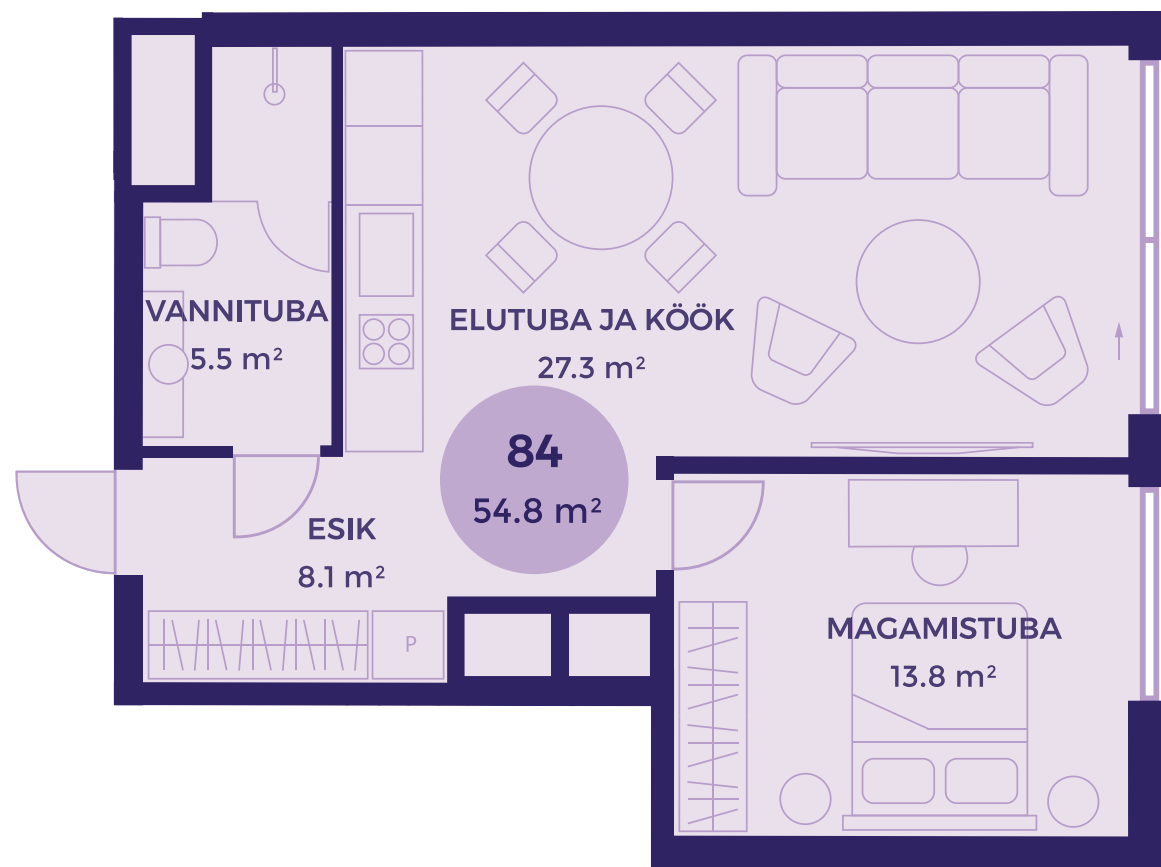 VANNITUBA
5.5 m²
ELUTUBA JA KÖÖK
27.3 m²
84
54.8 m²
ESIK
8.1 m²
P
MAGAMISTUBA
13.8 m²